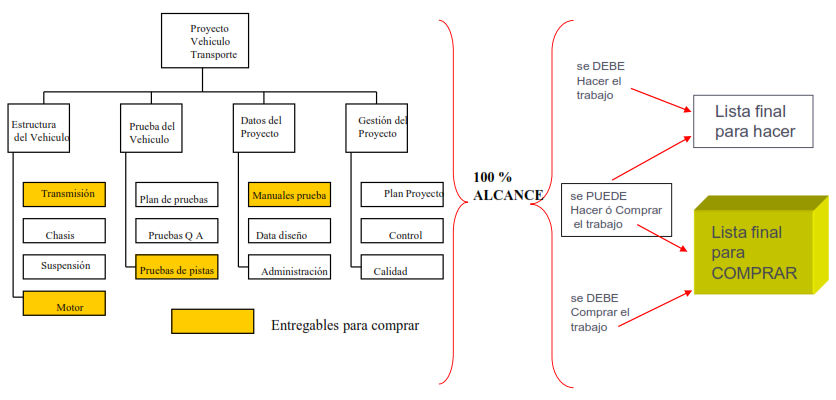 Proyecto
Vehiculo
Transporte
Estructura
del Vehiculo
Prueba del
Vehiculo
Datos del
Proyecto
Gestión del
Proyecto
Transmisión
Chasis
Suspensión
Motor
Plan de pruebas
Pruebas Q A
Pruebas de pistas
Manuales prueba
Data diseño
Administración
Plan Proyecto
Control
Calidad
Entregables para comprar
100 %
ALCANCE
se DEBE
Hacer el
trabajo
se PUEDE
Hacer ó Comprar
el trabajo
se DEBE
Comprar el
trabajo
Lista final
para hacer
Lista final
para
COMPRAR